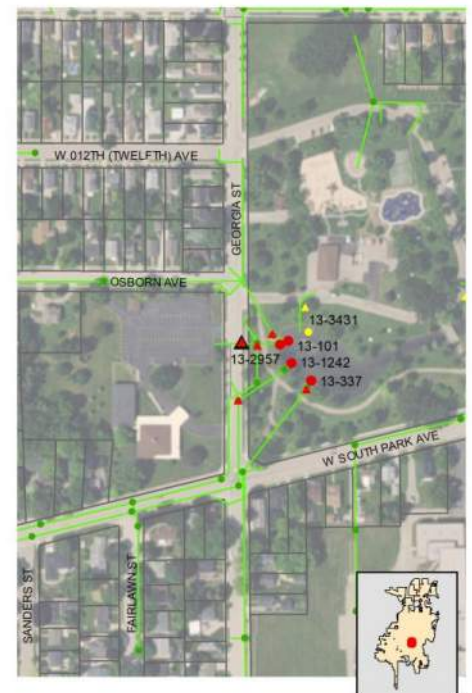 W 012TH (TWELFTH) AVE
GEORGIA ST
OSBORN AVE
13-3431
13-101
13-2957
13-1242
13-337
W SOUTH PARK AVE
SANDERS ST
FAIRLAWN ST